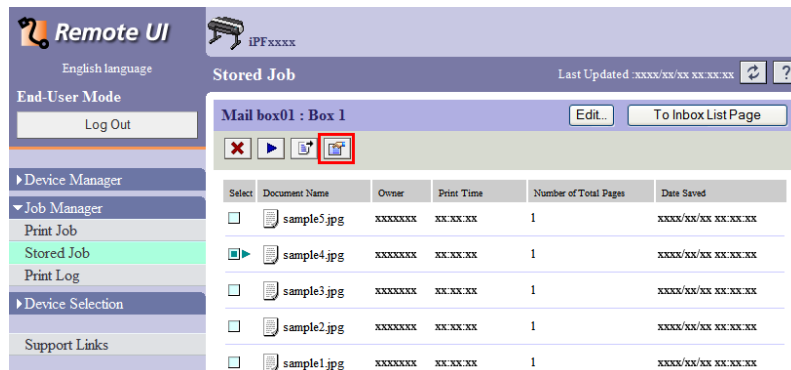 Remote UI
English language
End-User Mode
Log Out
Device Manager
Job Manager
Print Job
Stored Job
Print Log
Device Selection
Support Links
iPFxxxx
Stored Job Last Updated :xxxx/xx/xx xx:xx:xx ?
Mail box01 : Box 1 Edit... To Inbox List Page
Select Document Name Owner Print Time Number of Total Pages Date Saved
sample5.jpg xxxxxxx xx:xx:xx 1 xxxx/xx/xx xx:xx:xx
sample4.jpg xxxxxxx xx:xx:xx 1 xxxx/xx/xx xx:xx:xx
sample3.jpg xxxxxxx xx:xx:xx 1 xxxx/xx/xx xx:xx:xx
sample2.jpg xxxxxxx xx:xx:xx 1 xxxx/xx/xx xx:xx:xx
sample1.jpg xxxxxxx xx:xx:xx 1 xxxx/xx/xx xx:xx:xx